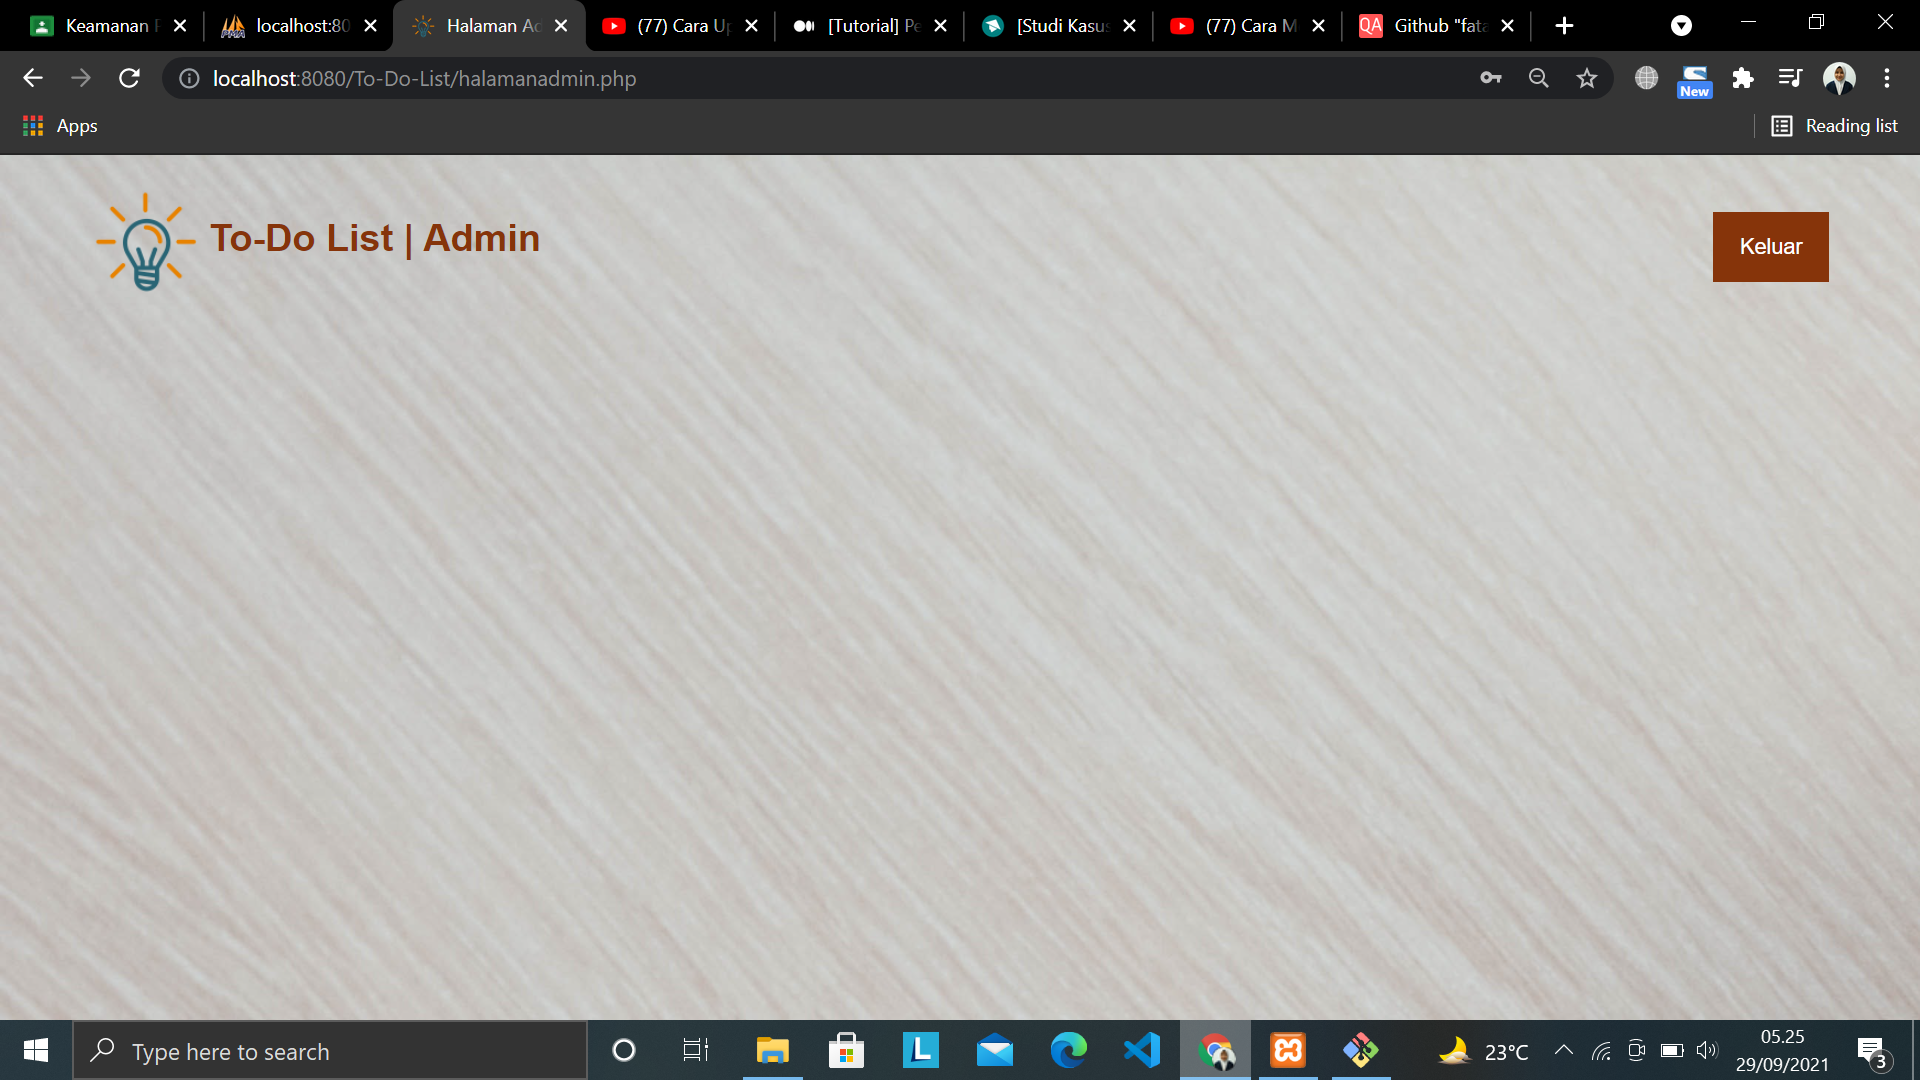 Keamanan
localhost:80
Halaman Ad
(77) Cara Up
[Tutorial] Pe
[Studi Kasus
(77) Cara M
QA Github "fata
localhost:8080/To-Do-List/halamanadmin.php
New
Apps
Reading list
To-Do List | Admin
Keluar
Type here to search
23°C
05.25
29/09/2021
3